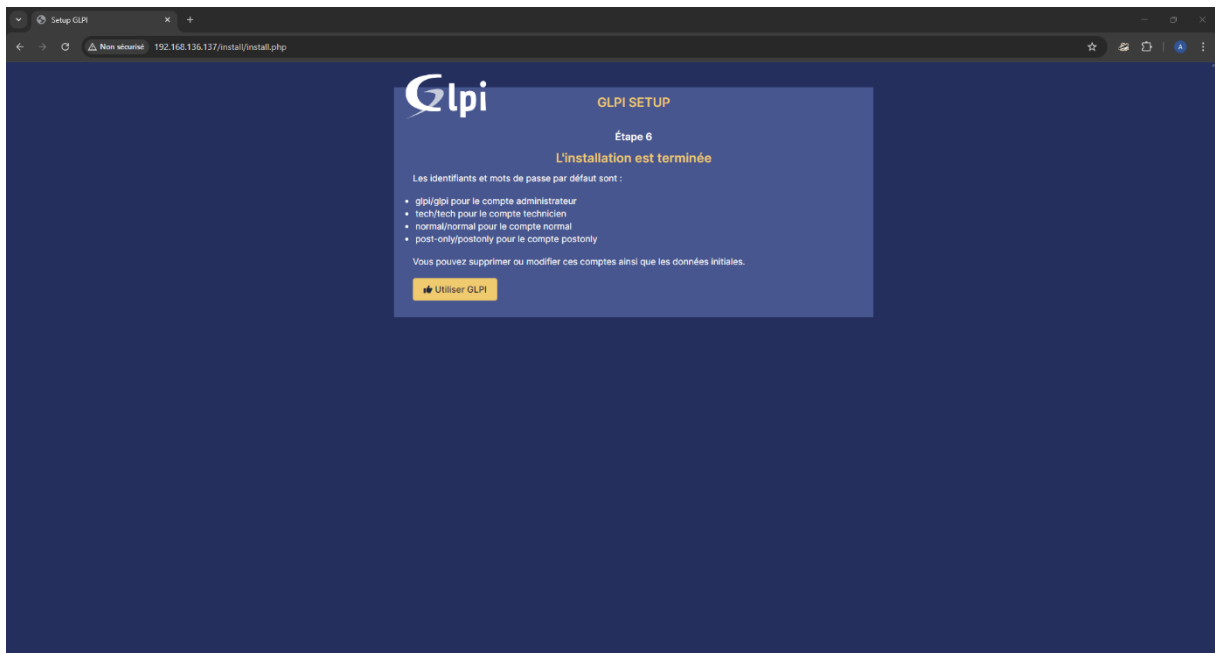 Setup GLPI
Non sécurisé 192.168.136.137/install/install.php
A
Glpi
GLPI SETUP
Étape 6
L'installation est terminée
Les identifiants et mots de passe par défaut sont :
• glpi/glpi pour le compte administrateur
• tech/tech pour le compte technicien
• normal/normal pour le compte normal
• post-only/postonly pour le compte postonly
Vous pouvez supprimer ou modifier ces comptes ainsi que les données initiales.
Utiliser GLPI